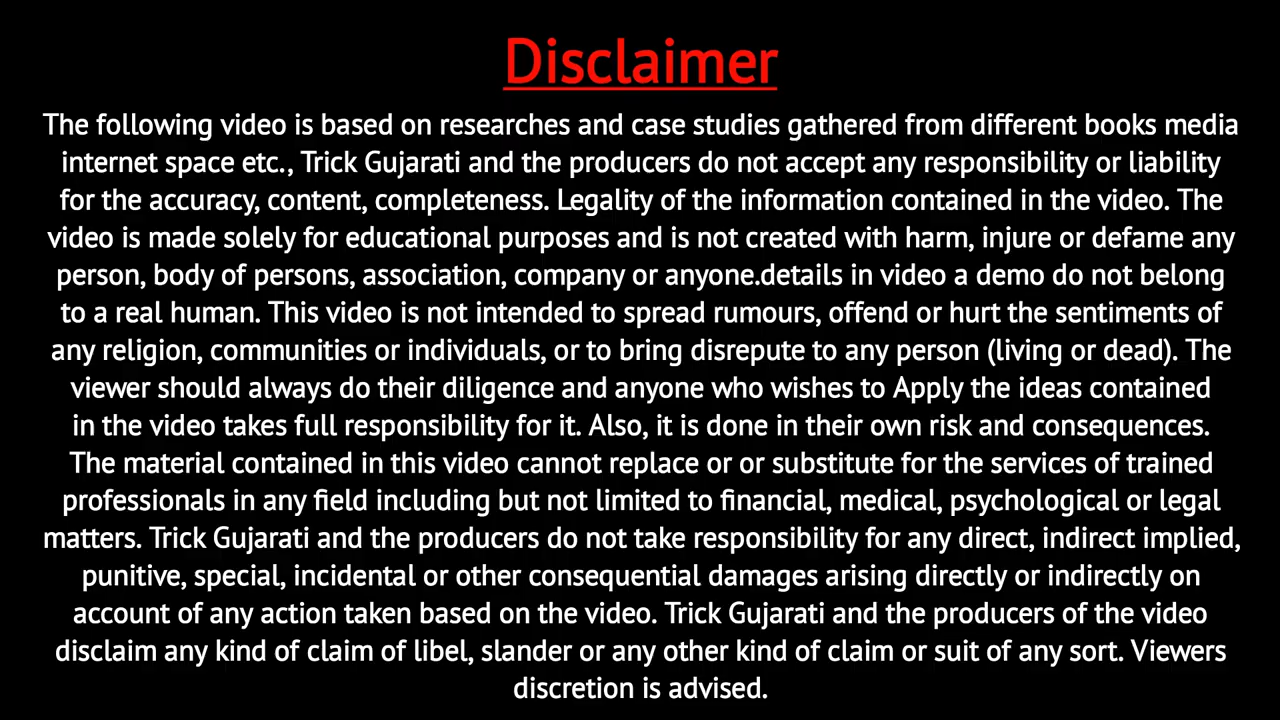 Disclaimer
The following video is based on researches and case studies gathered from different books media
internet space etc., Trick Gujarati and the producers do not accept any responsibility or liability
for the accuracy, content, completeness. Legality of the information contained in the video. The
video is made solely for educational purposes and is not created with harm, injure or defame any
person, body of persons, association, company or anyone.details in video a demo do not belong
to a real human. This video is not intended to spread rumours, offend or hurt the sentiments of
any religion, communities or individuals, or to bring disrepute to any person (living or dead). The
viewer should always do their diligence and anyone who wishes to Apply the ideas contained
in the video takes full responsibility for it. Also, it is done in their own risk and consequences.
The material contained in this video cannot replace or or substitute for the services of trained
professionals in any field including but not limited to financial, medical, psychological or legal
matters. Trick Gujarati and the producers do not take responsibility for any direct, indirect implied,
punitive, special, incidental or other consequential damages arising directly or indirectly on
account of any action taken based on the video. Trick Gujarati and the producers of the video
disclaim any kind of claim of libel, slander or any other kind of claim or suit of any sort. Viewers
discretion is advised.